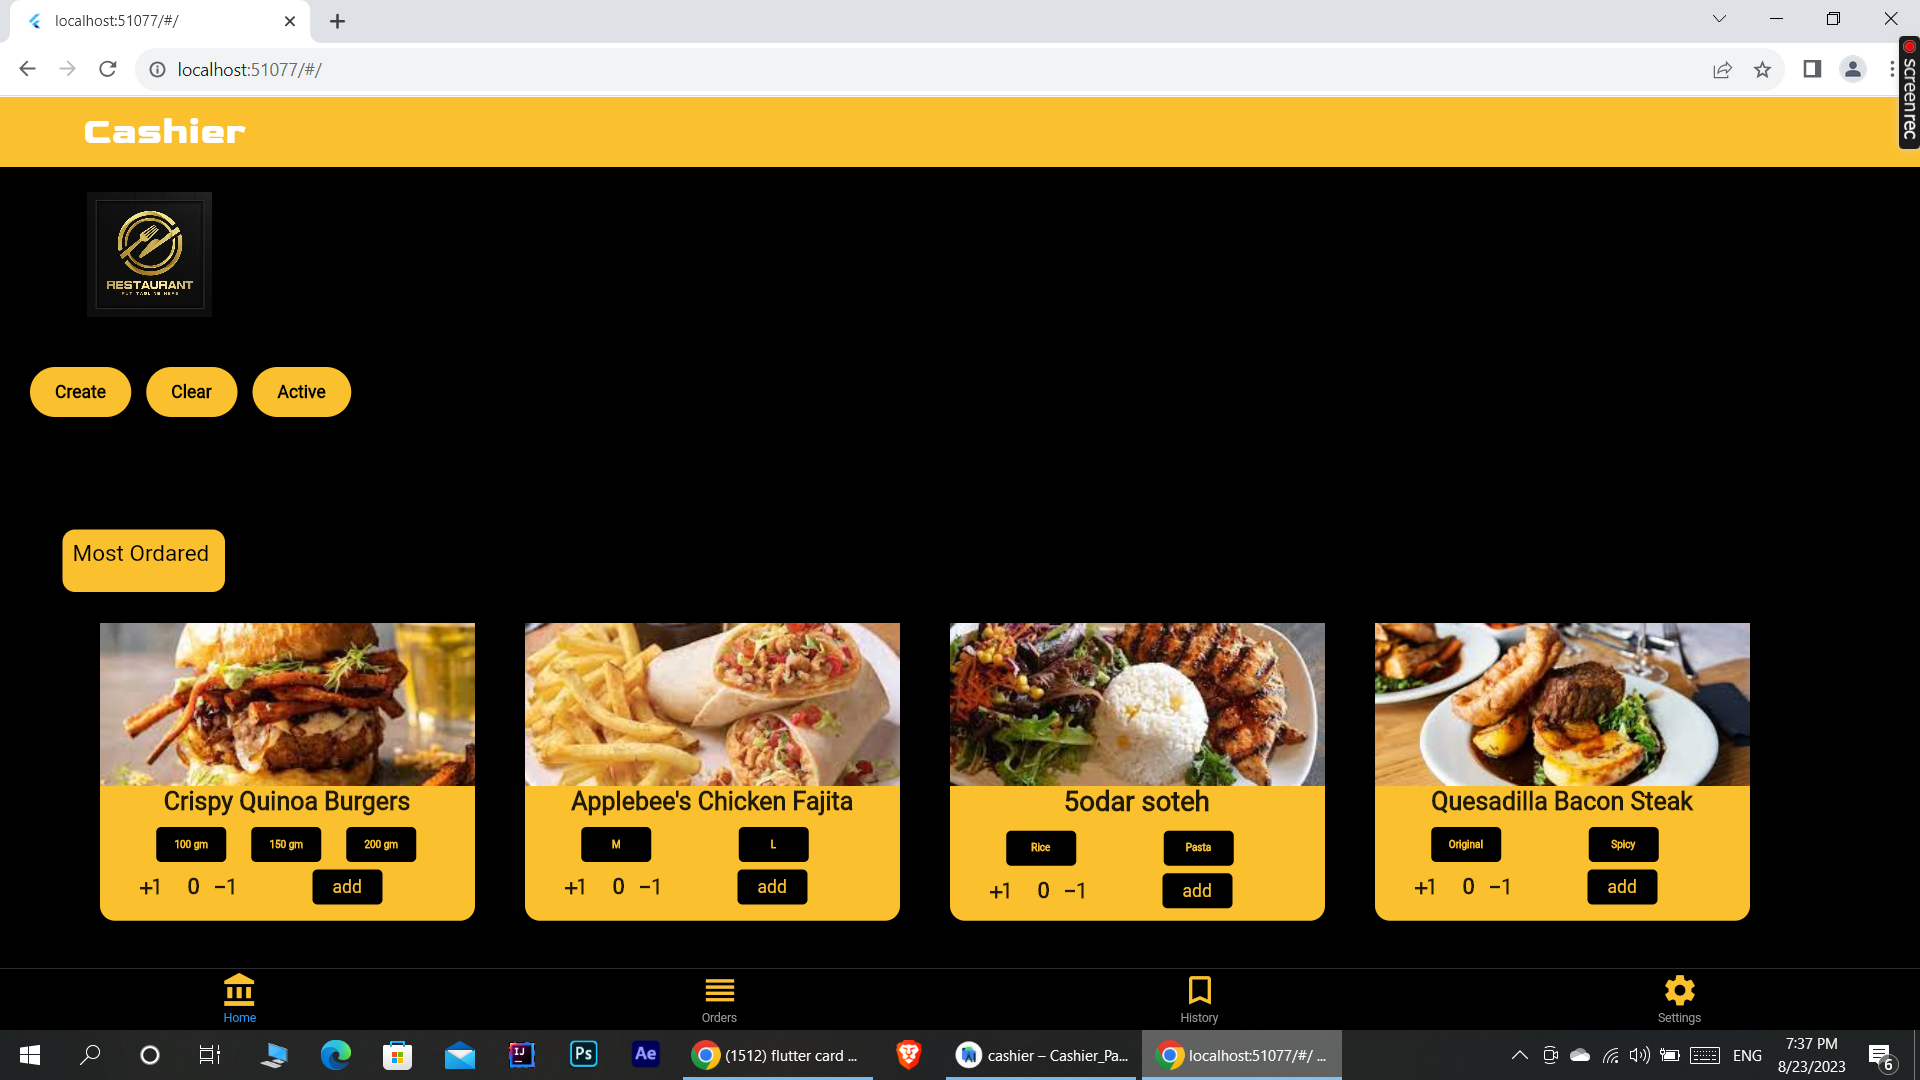 localhost:51077/#/
localhost:51077/#/
screenrec
Cashier
RESTAURANT
Create
Clear
Active
Most Ordared
Crispy Quinoa Burgers
100 gm
150 gm
200 gm
+1 0 −1
add
Applebee's Chicken Fajita
M
L
+1 0 −1
add
5odar soteh
Rice
Pasta
+1 0 −1
add
Quesadilla Bacon Steak
Original
Spicy
+1 0 −1
add
Home
Orders
History
Settings
IJ
Ps
Ae
(1512) flutter card ...
cashier – Cashier_Pa...
localhost:51077/#/ ...
ENG
7:37 PM
8/23/2023
6